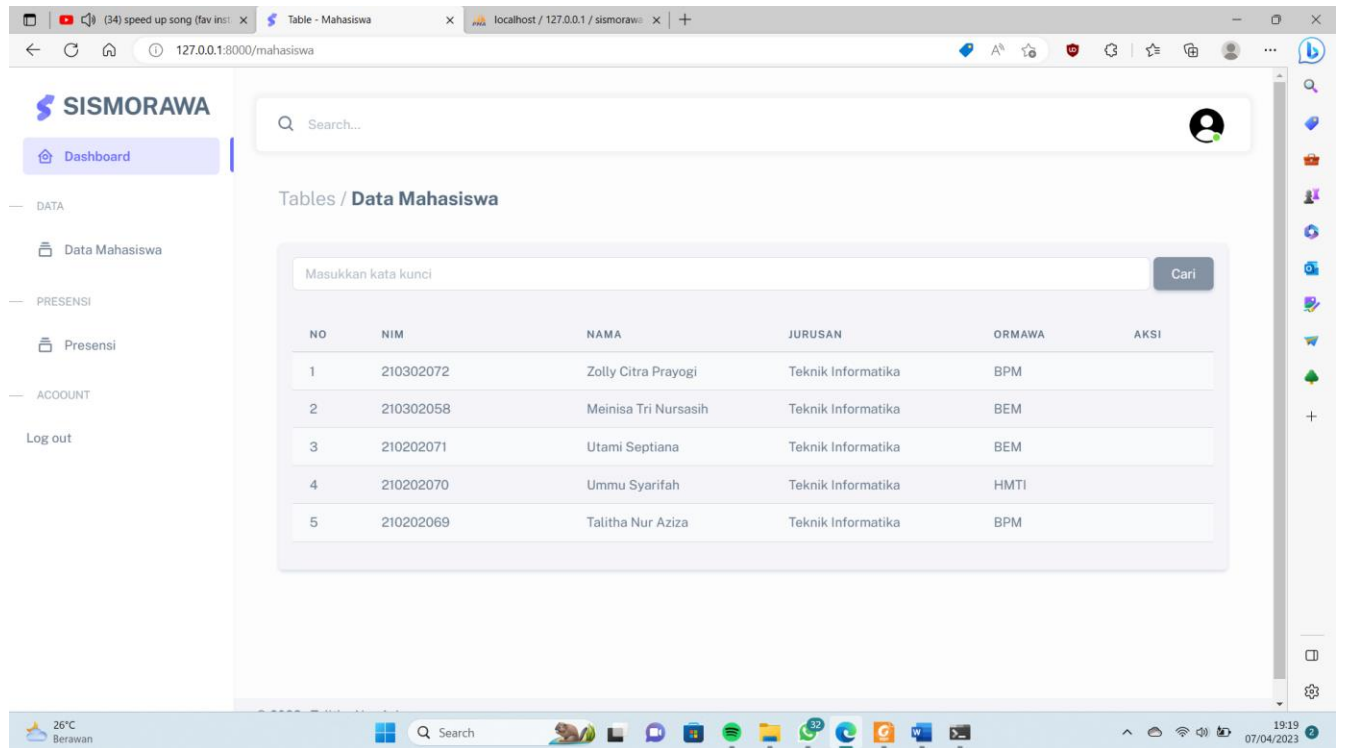 (34) speed up song (fav inst
Table - Mahasiswa
localhost / 127.0.0.1 / sismorawa
127.0.0.1:8000/mahasiswa
SISMORAWA
Search...
Dashboard
Tables / Data Mahasiswa
DATA
Data Mahasiswa
Masukkan kata kunci Cari
PRESENSI
Presensi
ACOOUNT
Log out
NO NIM NAMA JURUSAN ORMAWA AKSI
1 210302072 Zolly Citra Prayogi Teknik Informatika BPM
2 210302058 Meinisa Tri Nursasih Teknik Informatika BEM
3 210202071 Utami Septiana Teknik Informatika BEM
4 210202070 Ummu Syarifah Teknik Informatika HMTI
5 210202069 Talitha Nur Aziza Teknik Informatika BPM
26°C
Berawan
Search
32
19:19
07/04/2023
2